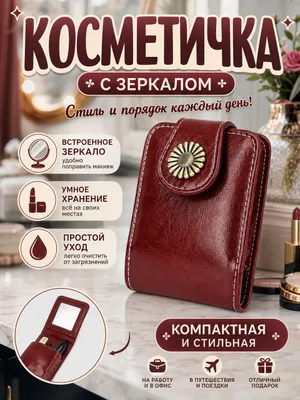 КОСМЕТИЧКА
С ЗЕРКАЛОМ
Стиль и порядок каждый день!
ВСТРОЕННОЕ
ЗЕРКАЛО
удобно
поправить макияж
УМНОЕ
ХРАНЕНИЕ
всё на своих
местах
ПРОСТОЙ
УХОД
легко очистить
от загрязнений
КОМПАКТНАЯ
И СТИЛЬНАЯ
НА РАБОТУ
И В ОФИС
В ПУТЕШЕСТВИЯ
И ПОЕЗДКИ
ОТЛИЧНЫЙ
ПОДАРОК